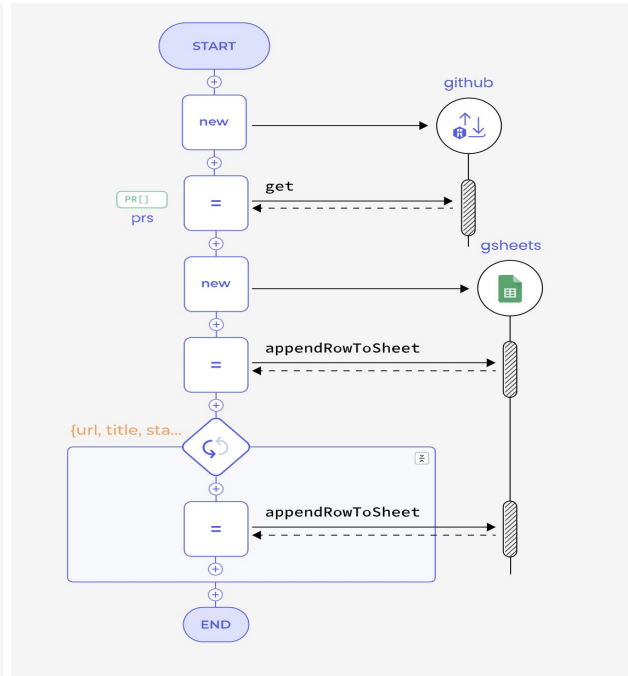 START
github
new
get
PR[]
=
prs
gsheets
new
appendRowToSheet
=
{url, title, sta...
appendRowToSheet
=
END